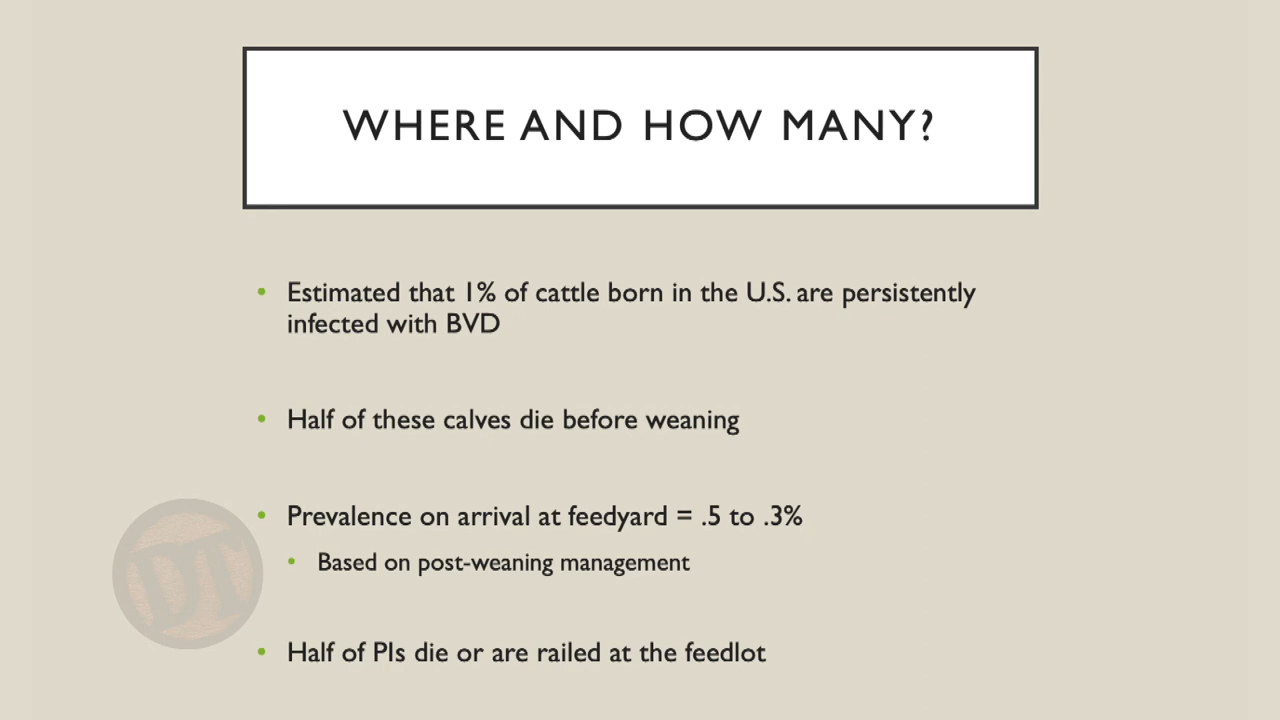 WHERE AND HOW MANY?
• Estimated that 1% of cattle born in the U.S. are persistently
infected with BVD
• Half of these calves die before weaning
• Prevalence on arrival at feedyard = .5 to .3%
• Based on post-weaning management
• Half of PIs die or are railed at the feedlot
DT